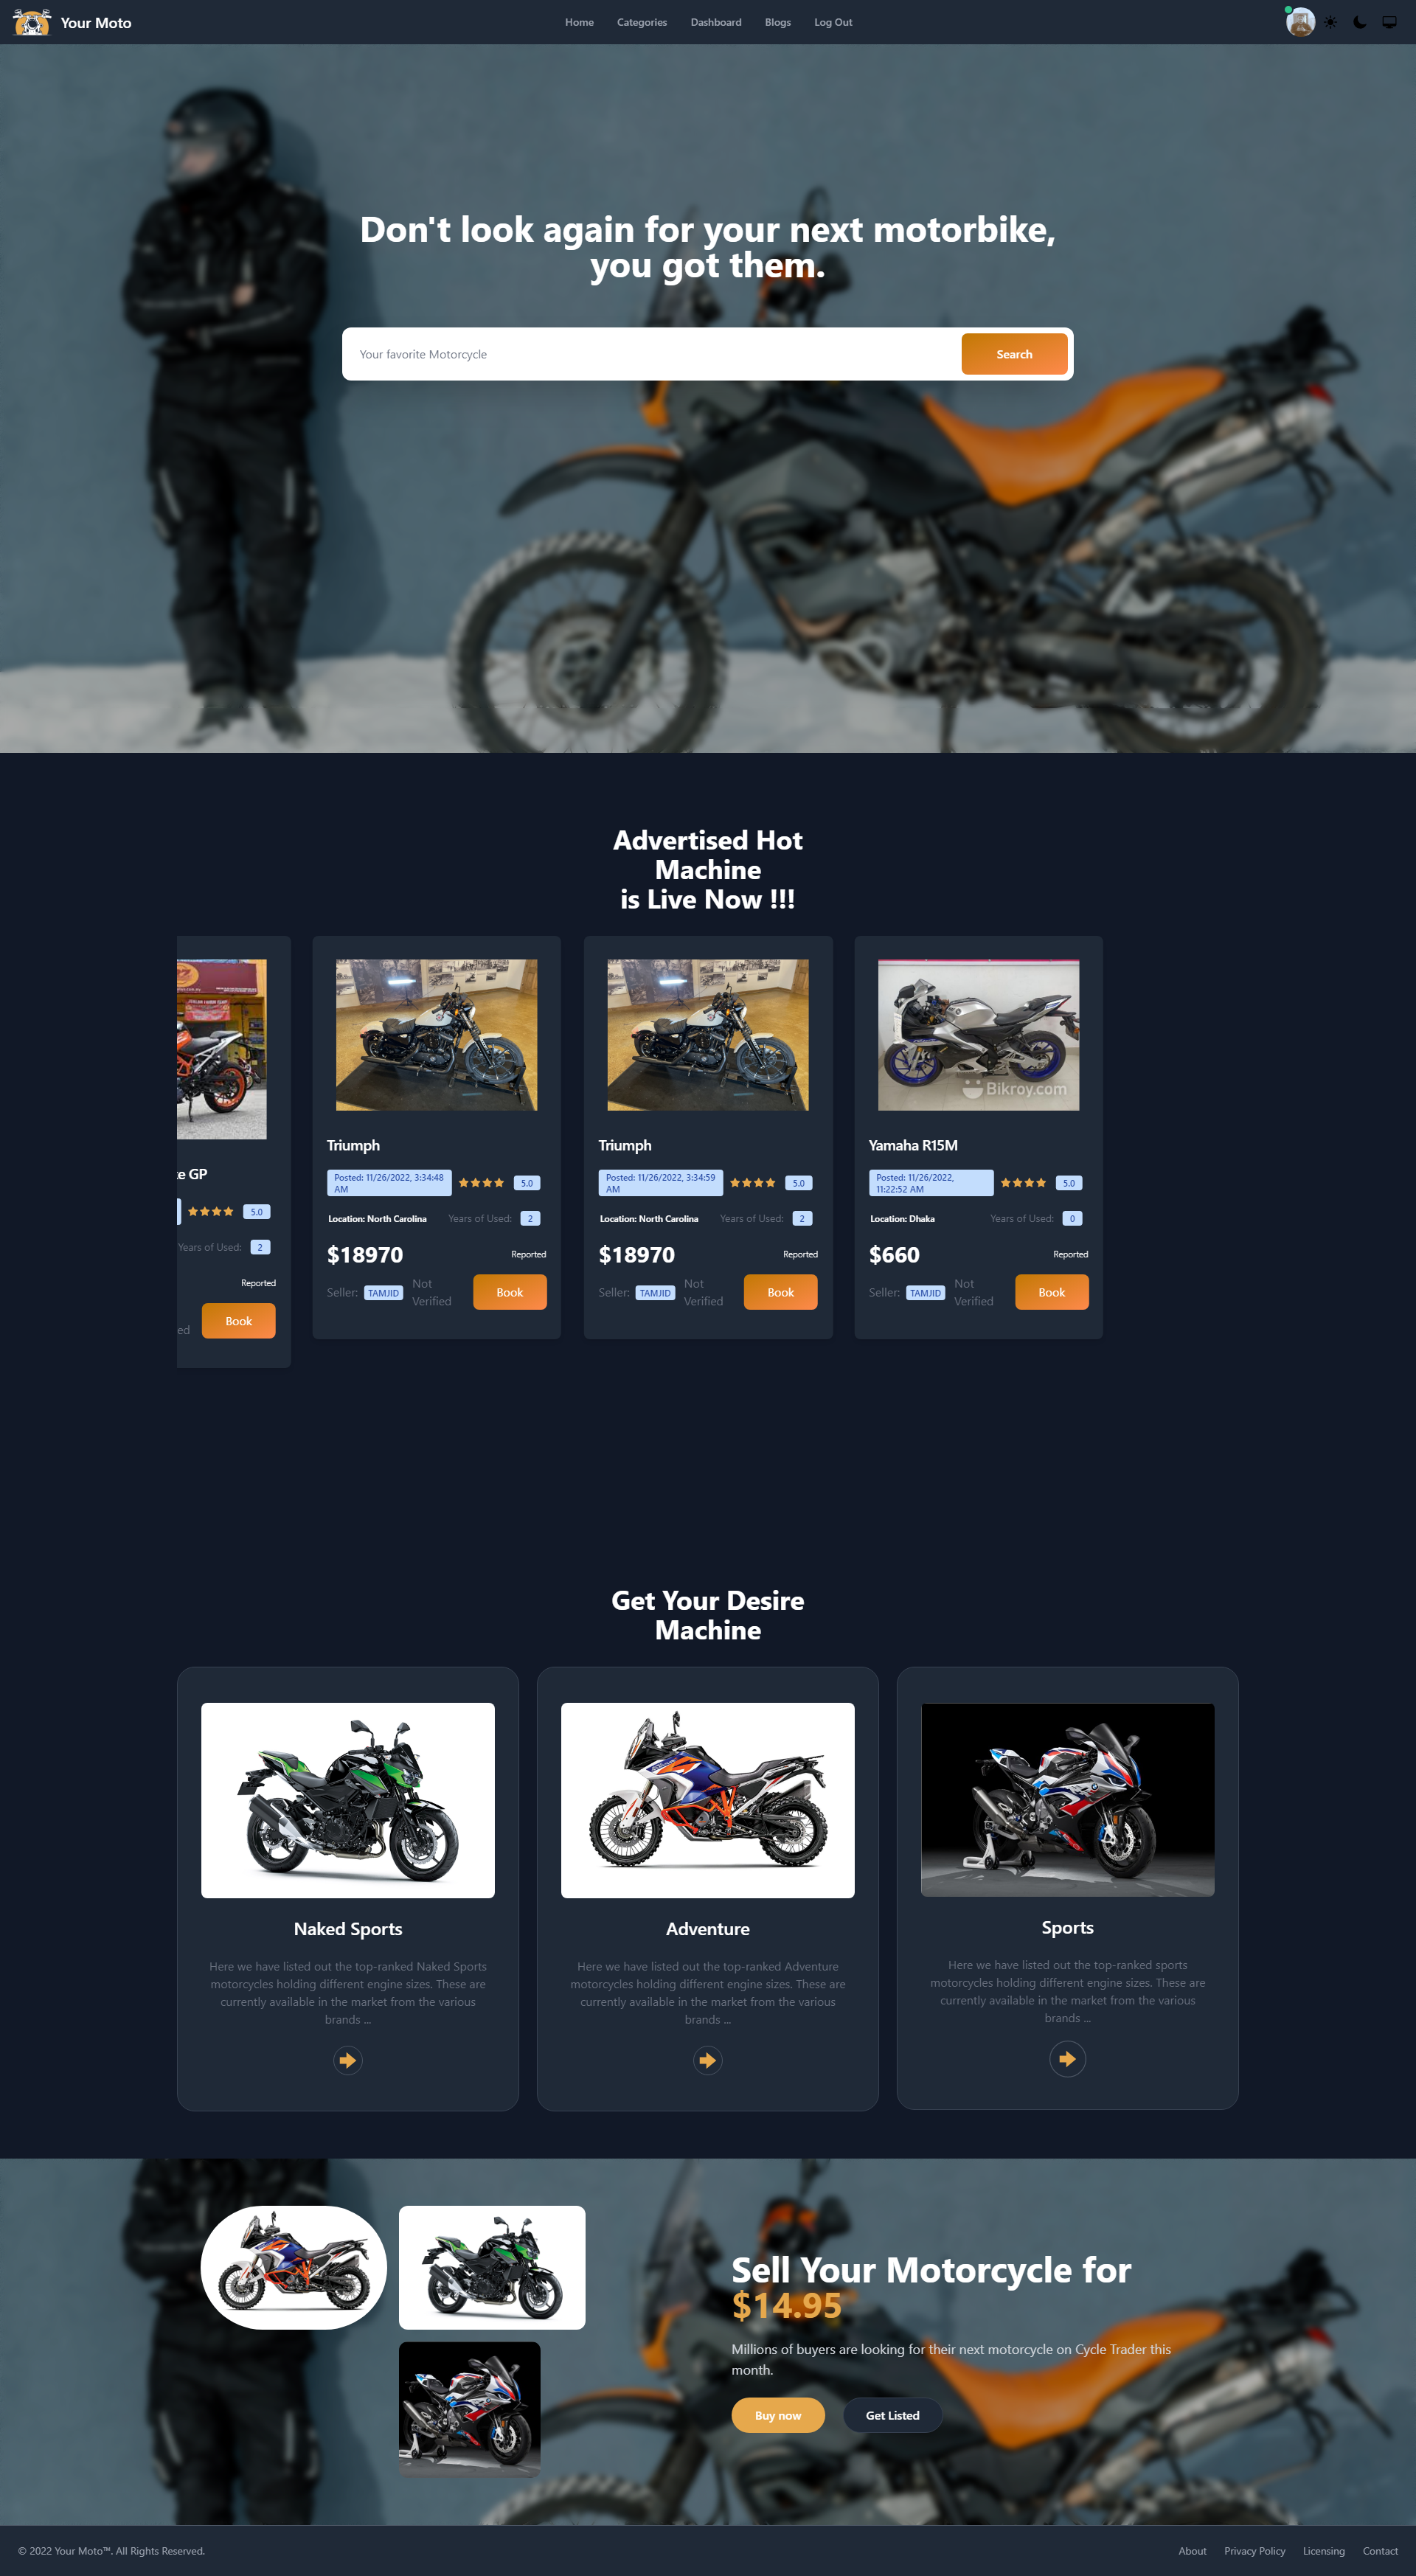 Your Moto
Home
Categories
Dashboard
Blogs
Log Out
Don't look again for your next motorbike,
you got them.
Your favorite Motorcycle
Search
Advertised Hot
Machine
is Live Now !!!
GP
5.0
Years of Used:
2
Reported
Book
Triumph
Posted: 11/26/2022, 3:34:48
AM
5.0
Location: North Carolina
Years of Used:
2
$18970
Reported
Seller:
TAMJID
Not
Verified
Book
Triumph
Posted: 11/26/2022, 3:34:59
AM
5.0
Location: North Carolina
Years of Used:
2
$18970
Reported
Seller:
TAMJID
Not
Verified
Book
Bikroy.com
Yamaha R15M
Posted: 11/26/2022,
11:22:52 AM
5.0
Location: Dhaka
Years of Used:
0
$660
Reported
Seller:
TAMJID
Not
Verified
Book
Get Your Desire
Machine
Naked Sports
Here we have listed out the top-ranked Naked Sports
motorcycles holding different engine sizes. These are
currently available in the market from the various
brands ...
Adventure
Here we have listed out the top-ranked Adventure
motorcycles holding different engine sizes. These are
currently available in the market from the various
brands ...
Sports
Here we have listed out the top-ranked sports
motorcycles holding different engine sizes. These are
currently available in the market from the various
brands ...
Sell Your Motorcycle for
$14.95
Millions of buyers are looking for their next motorcycle on Cycle Trader this
month.
Buy now
Get Listed
© 2022 Your Moto™. All Rights Reserved.
About
Privacy Policy
Licensing
Contact